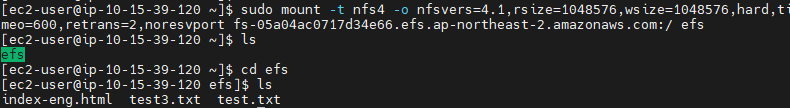 [ec2-user@ip-10-15-39-120 ~]$ sudo mount -t nfs4 -o nfsvers=4.1,rsize=1048576,wsize=1048576,hard,ti
meo=600,retrans=2,noresvport fs-05a04ac0717d34e66.efs.ap-northeast-2.amazonaws.com:/ efs
[ec2-user@ip-10-15-39-120 ~]$ ls
efs
[ec2-user@ip-10-15-39-120 ~]$ cd efs
[ec2-user@ip-10-15-39-120 efs]$ ls
index-eng.html  test3.txt  test.txt